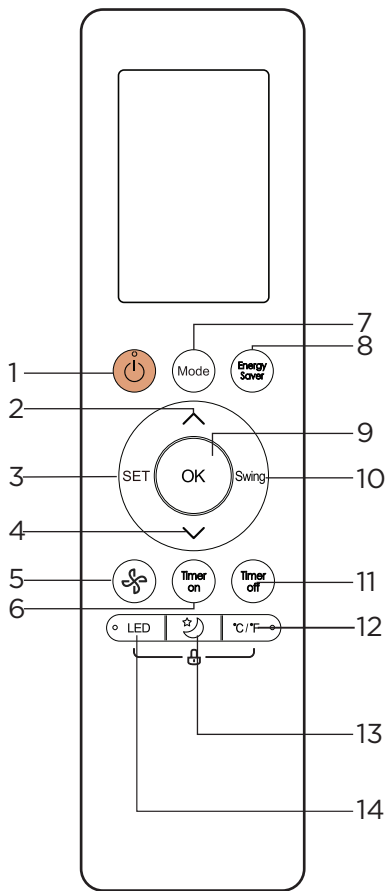 7
8
1
Mode
Energy
Saver
2
9
3
SET
OK
Swing
10
4
5
Timer
on
Timer
off
11
6
LED
°C/°F
12
13
14